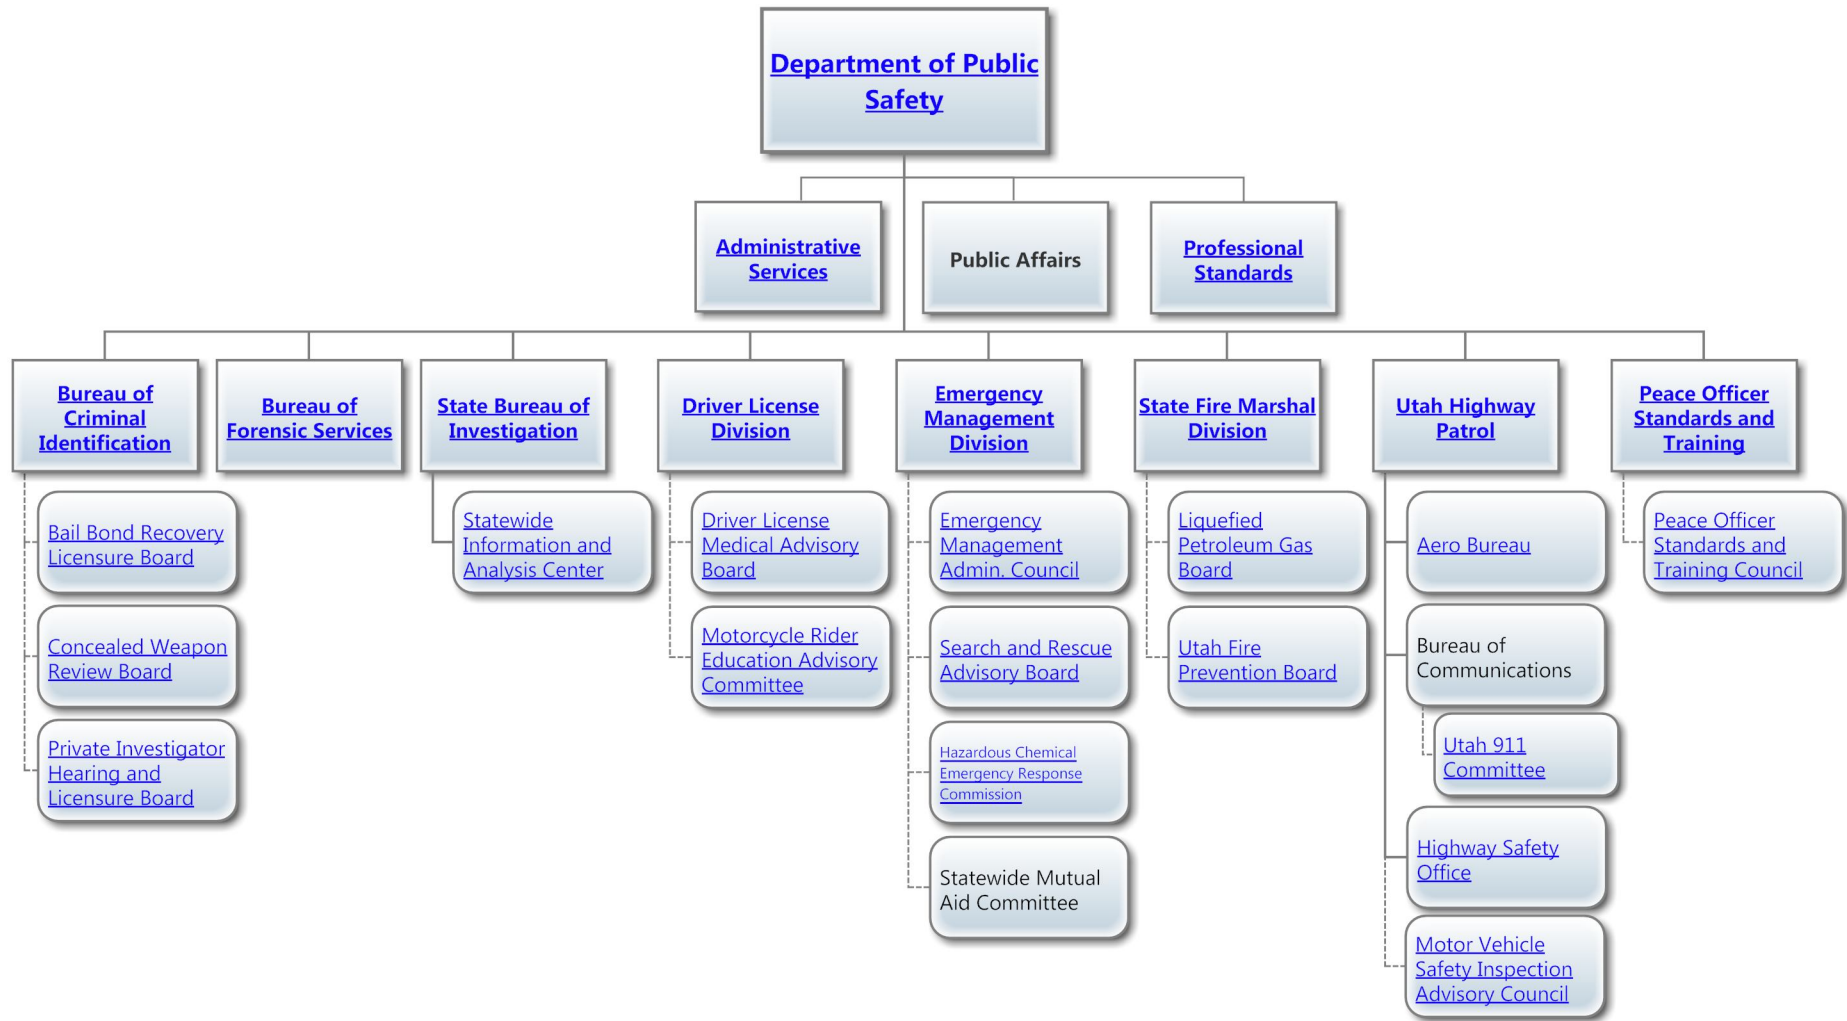 Department of Public
Safety
Administrative
Services
Public Affairs
Professional
Standards
Bureau of
Criminal
Identification
Bureau of
Forensic Services
State Bureau of
Investigation
Driver License
Division
Emergency
Management
Division
State Fire Marshal
Division
Utah Highway
Patrol
Peace Officer
Standards and
Training
Bail Bond Recovery
Licensure Board
Concealed Weapon
Review Board
Private Investigator
Hearing and
Licensure Board
Statewide
Information and
Analysis Center
Driver License
Medical Advisory
Board
Motorcycle Rider
Education Advisory
Committee
Emergency
Management
Admin. Council
Search and Rescue
Advisory Board
Hazardous Chemical
Emergency Response
Commission
Statewide Mutual
Aid Committee
Liquefied
Petroleum Gas
Board
Utah Fire
Prevention Board
Aero Bureau
Bureau of
Communications
Utah 911
Committee
Highway Safety
Office
Motor Vehicle
Safety Inspection
Advisory Council
Peace Officer
Standards and
Training Council